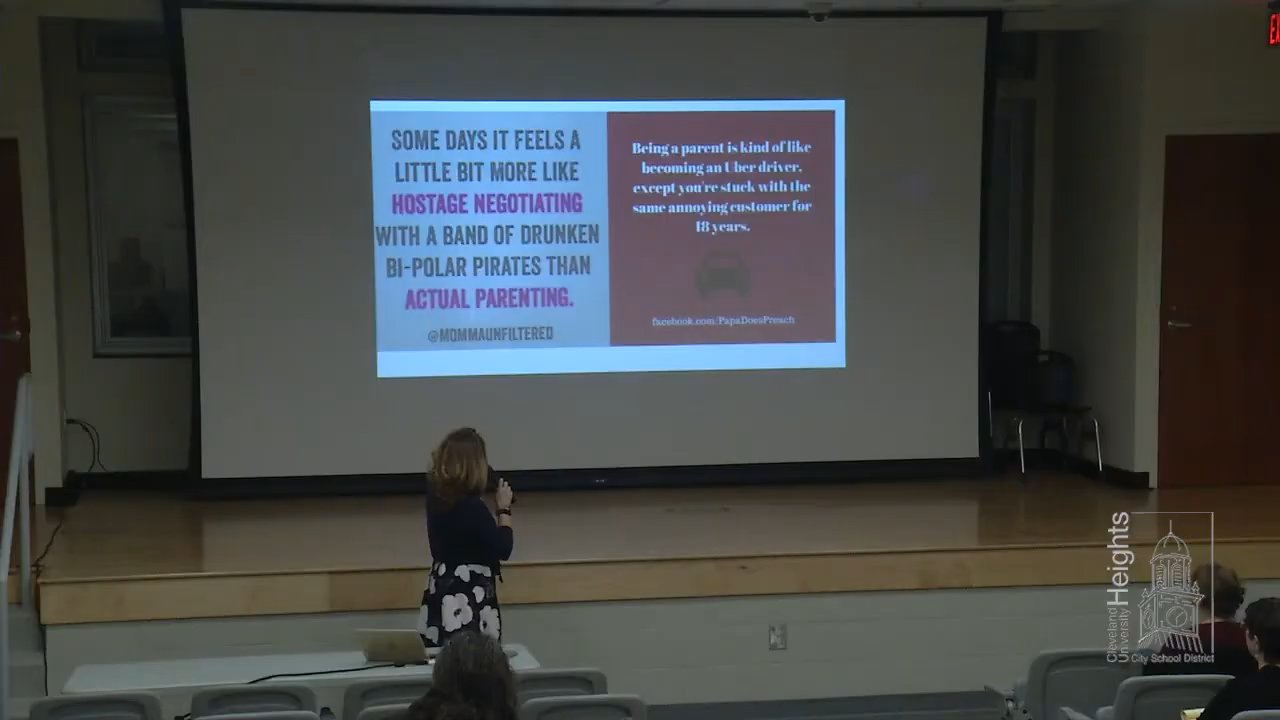 SOME DAYS IT FEELS A
LITTLE BIT MORE LIKE
HOSTAGE NEGOTIATING
WITH A BAND OF DRUNKEN
BI-POLAR PIRATES THAN
ACTUAL PARENTING.
@MOMMAUNFILTERED
Being a parent is kind of like
becoming an Uber driver,
except you're stuck with the
same annoying customer for
18 years.
facebook.com/PapaDoesPreach
EX
Cleveland
University
Heights
City School District